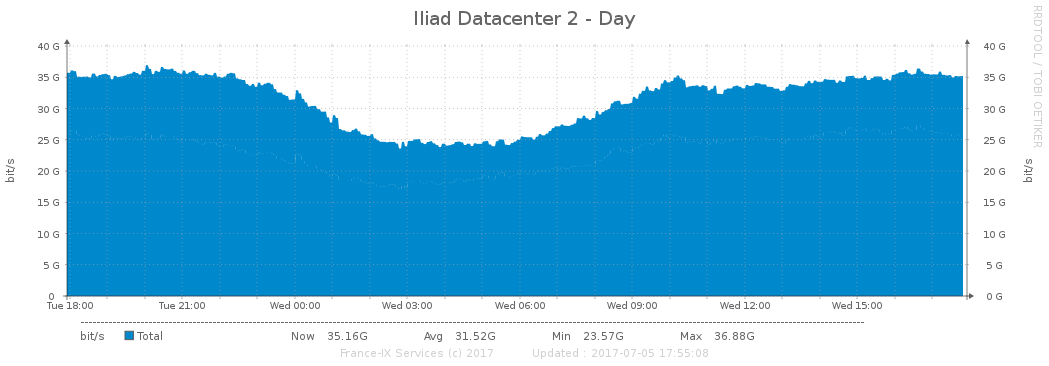 Iliad Datacenter 2 - Day
RRDTOOL / TOBI OETIKER
40 G 40 G
35 G 35 G
30 G 30 G
25 G 25 G
20 G 20 G
15 G 15 G
10 G 10 G
5 G 5 G
0 0 G
bit/s bit/s
Tue 18:00 Tue 21:00 Wed 00:00 Wed 03:00 Wed 06:00 Wed 09:00 Wed 12:00 Wed 15:00
bit/s Total Now 35.16G Avg 31.52G Min 23.57G Max 36.88G
France-IX Services (c) 2017 Updated : 2017-07-05 17:55:08